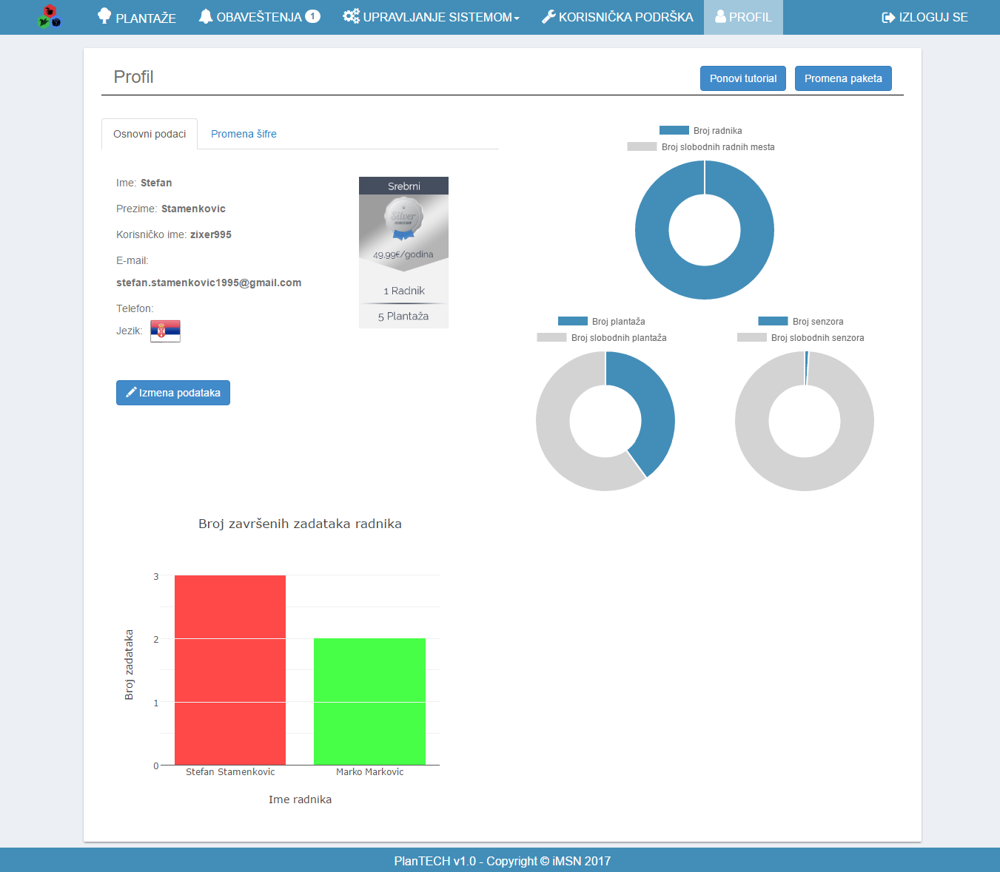 PLANTAŽE
OBAVEŠTENJA 1
UPRAVLJANJE SISTEMOM
KORISNIČKA PODRŠKA
PROFIL
IZLOGUJ SE
Profil
Ponovi tutorial
Promena paketa
Osnovni podaci
Promena šifre
Ime: Stefan
Prezime: Stamenkovic
Korisničko ime: zixer995
E-mail:
stefan.stamenkovic1995@gmail.com
Telefon:
Jezik:
Izmena podataka
Srebrni
Silver
49,99€/godina
1 Radnik
5 Plantaža
Broj radnika
Broj slobodnih radnih mesta
Broj plantaža
Broj slobodnih plantaža
Broj senzora
Broj slobodnih senzora
Broj završenih zadataka radnika
3
2
1
0
Broj zadataka
Stefan Stamenkovic
Marko Markovic
Ime radnika
PlanTECH v1.0 - Copyright © iMSN 2017